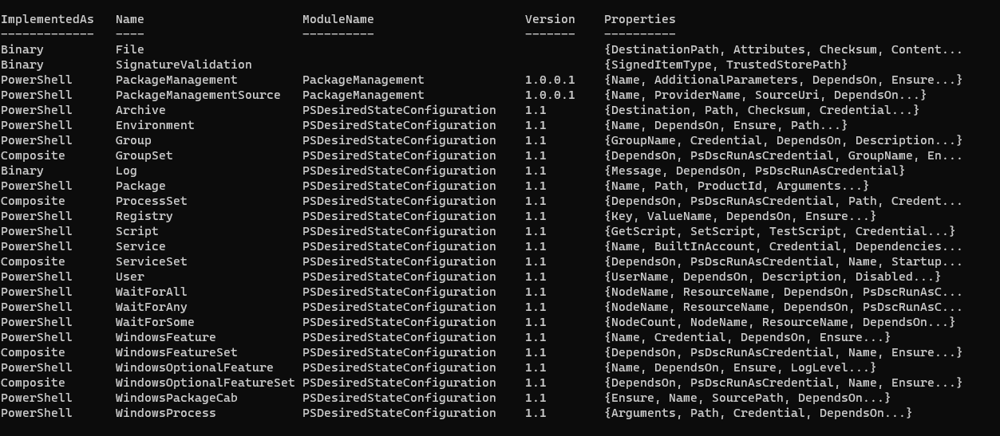 ImplementedAs   Name                      ModuleName                     Version    Properties
-------------   ----                      ----------                     -------    ----------
Binary          File                                                                {DestinationPath, Attributes, Checksum, Content...
Binary          SignatureValidation                                                 {SignedItemType, TrustedStorePath}
PowerShell      PackageManagement         PackageManagement              1.0.0.1    {Name, AdditionalParameters, DependsOn, Ensure...}
PowerShell      PackageManagementSource   PackageManagement              1.0.0.1    {Name, ProviderName, SourceUri, DependsOn...}
PowerShell      Archive                   PSDesiredStateConfiguration    1.1        {Destination, Path, Checksum, Credential...}
PowerShell      Environment               PSDesiredStateConfiguration    1.1        {Name, DependsOn, Ensure, Path...}
PowerShell      Group                     PSDesiredStateConfiguration    1.1        {GroupName, Credential, DependsOn, Description...}
Composite       GroupSet                  PSDesiredStateConfiguration    1.1        {DependsOn, PsDscRunAsCredential, GroupName, En...
Binary          Log                       PSDesiredStateConfiguration    1.1        {Message, DependsOn, PsDscRunAsCredential}
PowerShell      Package                   PSDesiredStateConfiguration    1.1        {Name, Path, ProductId, Arguments...}
Composite       ProcessSet                PSDesiredStateConfiguration    1.1        {DependsOn, PsDscRunAsCredential, Path, Credent...
PowerShell      Registry                  PSDesiredStateConfiguration    1.1        {Key, ValueName, DependsOn, Ensure...}
PowerShell      Script                    PSDesiredStateConfiguration    1.1        {GetScript, SetScript, TestScript, Credential...}
PowerShell      Service                   PSDesiredStateConfiguration    1.1        {Name, BuiltInAccount, Credential, Dependencies...
Composite       ServiceSet                PSDesiredStateConfiguration    1.1        {DependsOn, PsDscRunAsCredential, Name, Startup...
PowerShell      User                      PSDesiredStateConfiguration    1.1        {UserName, DependsOn, Description, Disabled...}
PowerShell      WaitForAll                PSDesiredStateConfiguration    1.1        {NodeName, ResourceName, DependsOn, PsDscRunAsC...
PowerShell      WaitForAny                PSDesiredStateConfiguration    1.1        {NodeName, ResourceName, DependsOn, PsDscRunAsC...
PowerShell      WaitForSome               PSDesiredStateConfiguration    1.1        {NodeCount, NodeName, ResourceName, DependsOn...}
PowerShell      WindowsFeature            PSDesiredStateConfiguration    1.1        {Name, Credential, DependsOn, Ensure...}
Composite       WindowsFeatureSet         PSDesiredStateConfiguration    1.1        {DependsOn, PsDscRunAsCredential, Name, Ensure...}
PowerShell      WindowsOptionalFeature    PSDesiredStateConfiguration    1.1        {Name, DependsOn, Ensure, LogLevel...}
Composite       WindowsOptionalFeatureSet PSDesiredStateConfiguration    1.1        {DependsOn, PsDscRunAsCredential, Name, Ensure...}
PowerShell      WindowsPackageCab         PSDesiredStateConfiguration    1.1        {Ensure, Name, SourcePath, DependsOn...}
PowerShell      WindowsProcess            PSDesiredStateConfiguration    1.1        {Arguments, Path, Credential, DependsOn...}